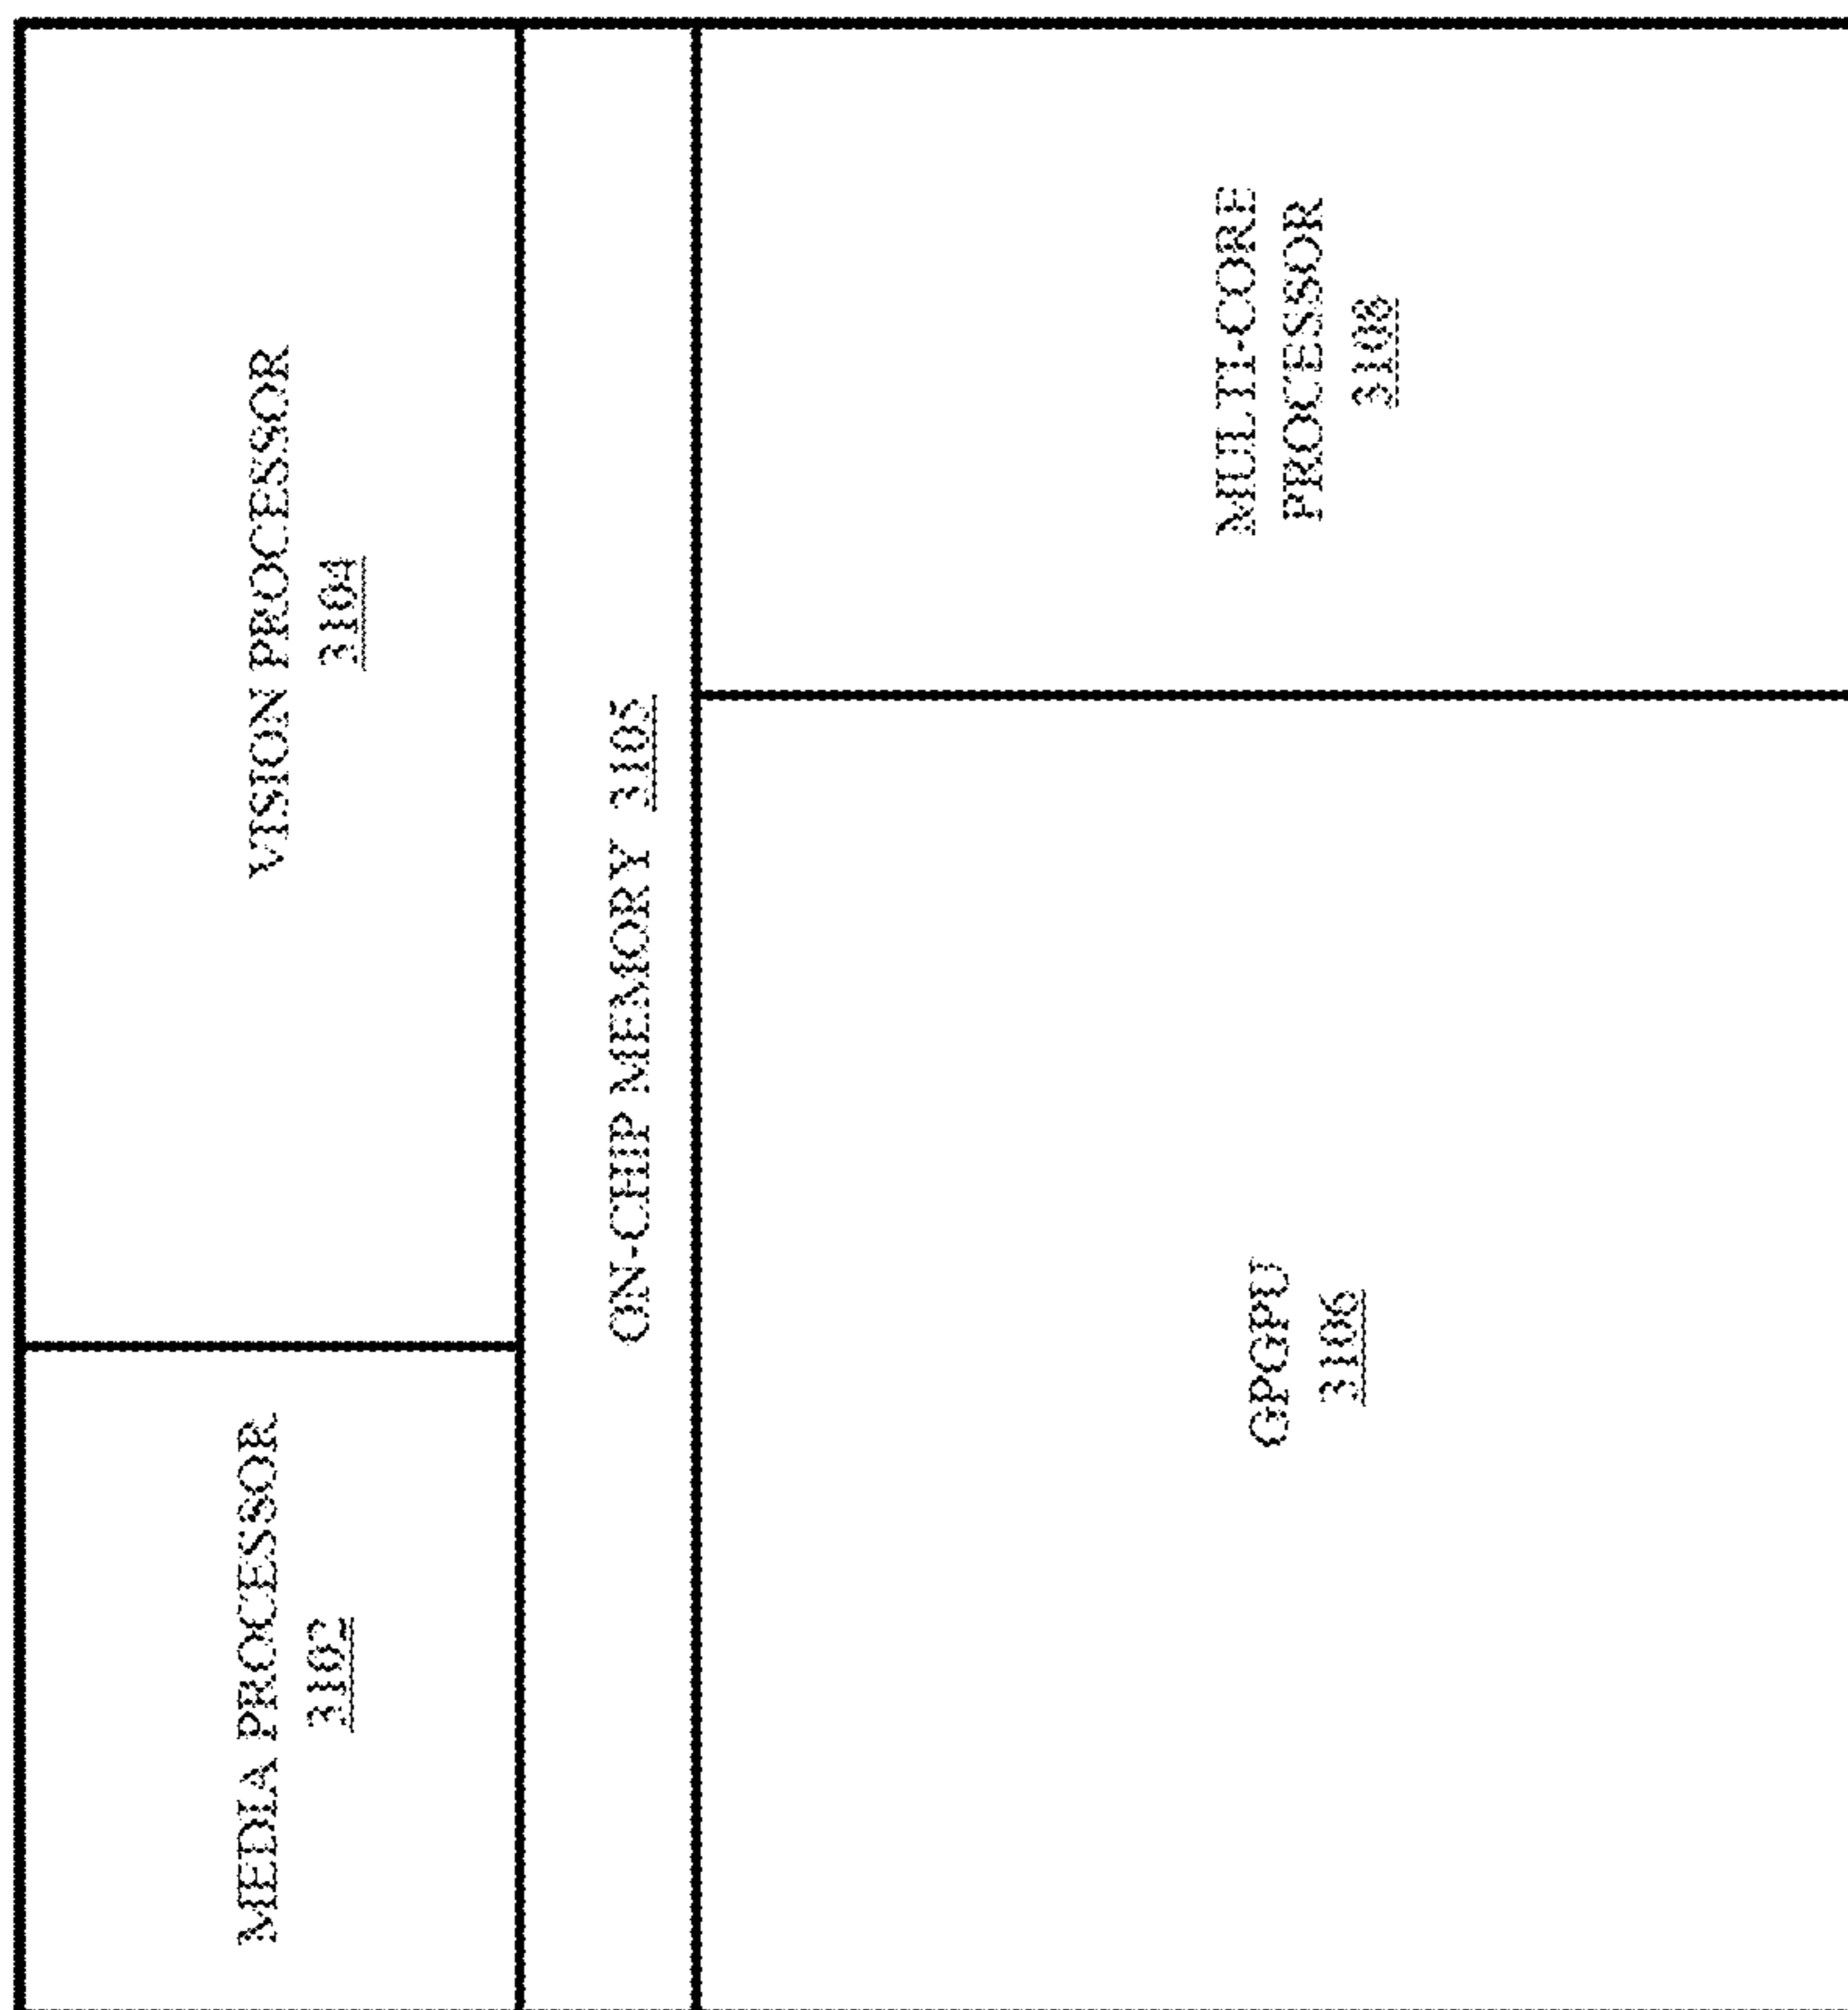 MEDIA PROCESSOR
3102
VISION PROCESSOR
3104
ON-CHIP MEMORY 3105
GPGPU
3106
MULTI-CORE
PROCESSOR
3108